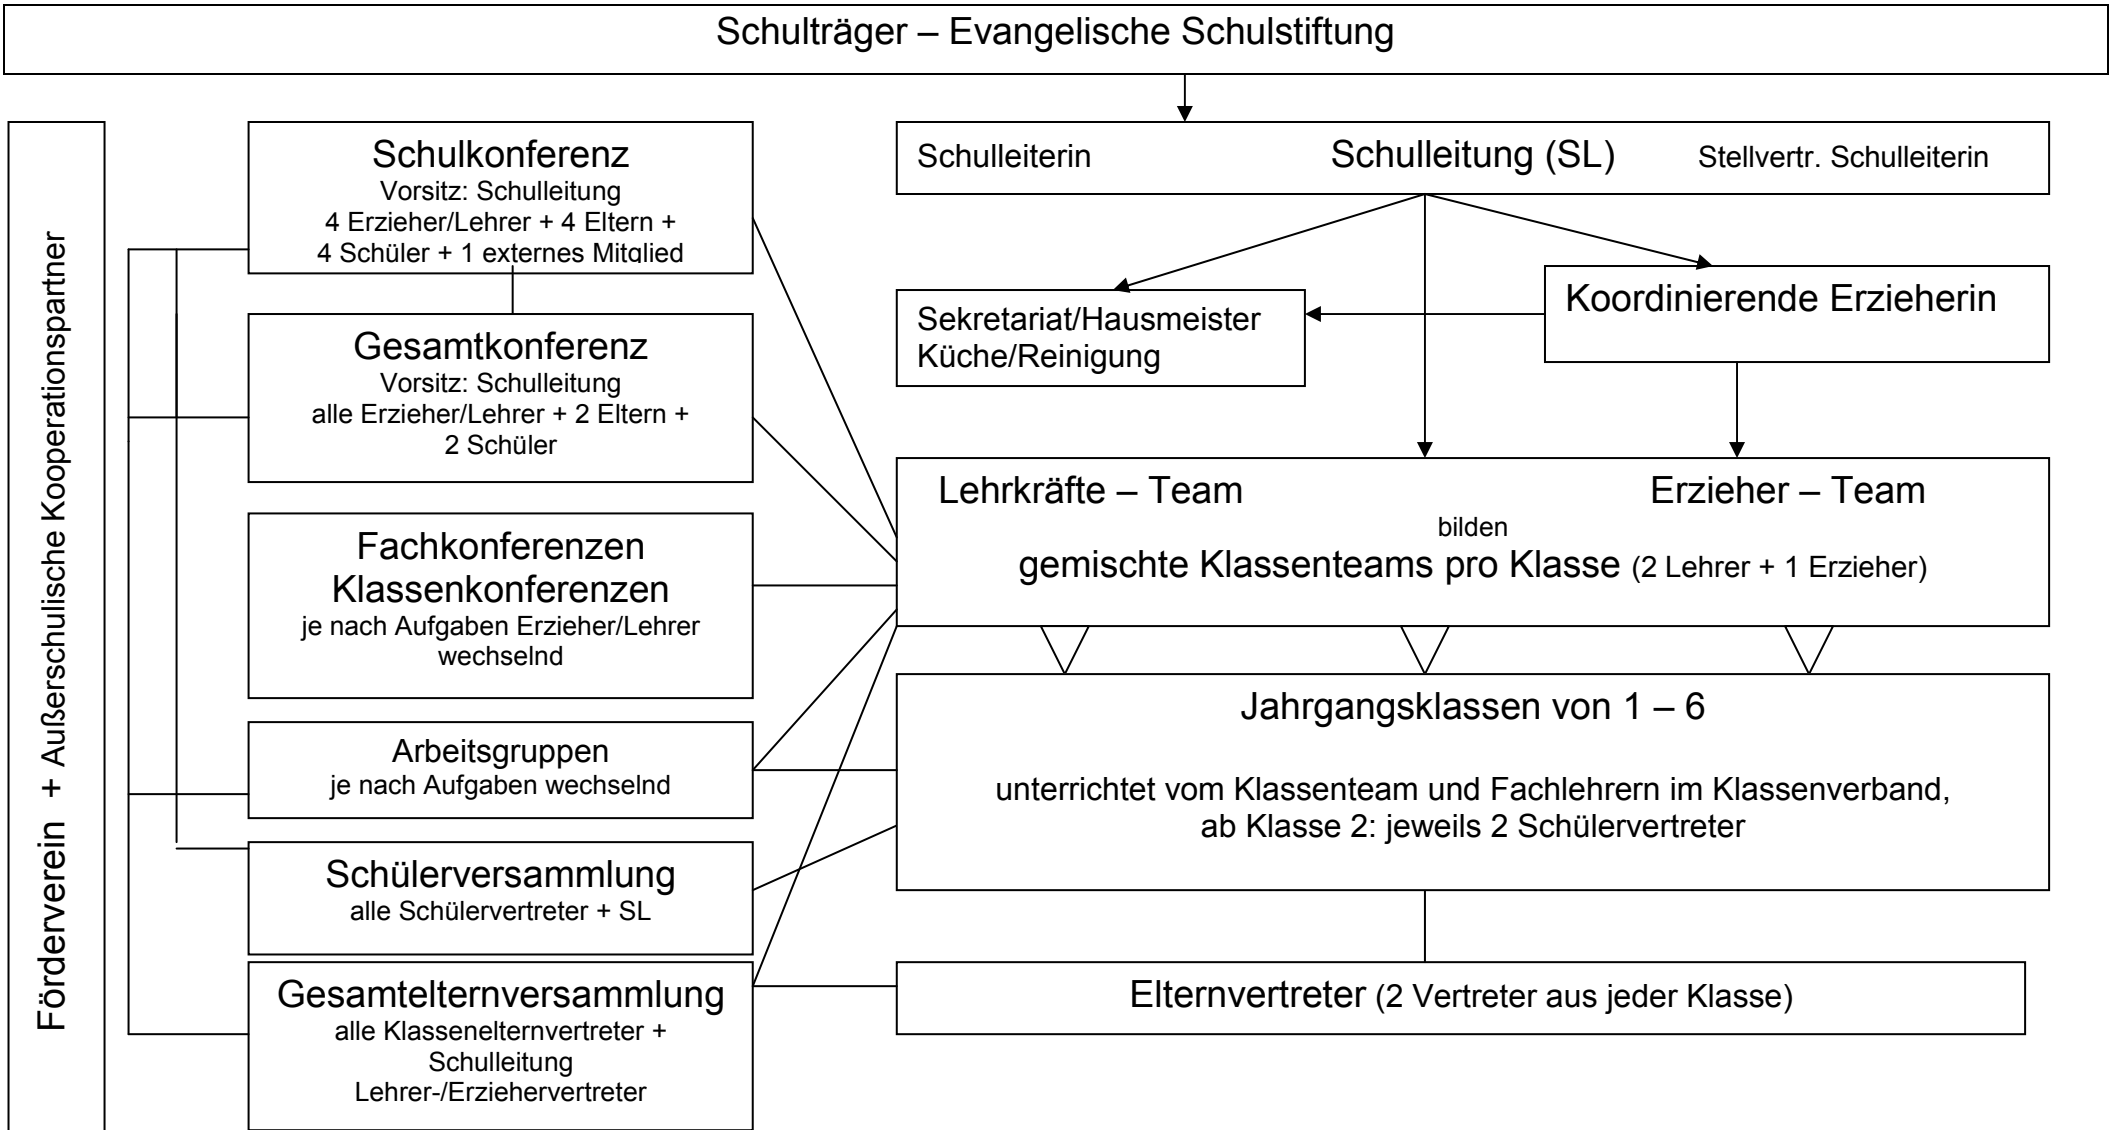 Schulträger – Evangelische Schulstiftung
Förderverein + Außerschulische Kooperationspartner
Schulkonferenz
Vorsitz: Schulleitung
4 Erzieher/Lehrer + 4 Eltern +
4 Schüler + 1 externes Mitglied
Gesamtkonferenz
Vorsitz: Schulleitung
alle Erzieher/Lehrer + 2 Eltern +
2 Schüler
Fachkonferenzen
Klassenkonferenzen
je nach Aufgaben Erzieher/Lehrer
wechselnd
Arbeitsgruppen
je nach Aufgaben wechselnd
Schülerversammlung
alle Schülervertreter + SL
Gesamtelternversammlung
alle Klassenelternvertreter +
Schulleitung
Lehrer-/Erziehervertreter
Schulleiterin Schulleitung (SL) Stellvertr. Schulleiterin
Sekretariat/Hausmeister
Küche/Reinigung
Koordinierende Erzieherin
Lehrkräfte – Team Erzieher – Team
bilden
gemischte Klassenteams pro Klasse (2 Lehrer + 1 Erzieher)
Jahrgangsklassen von 1 – 6
unterrichtet vom Klassenteam und Fachlehrern im Klassenverband,
ab Klasse 2: jeweils 2 Schülervertreter
Elternvertreter (2 Vertreter aus jeder Klasse)